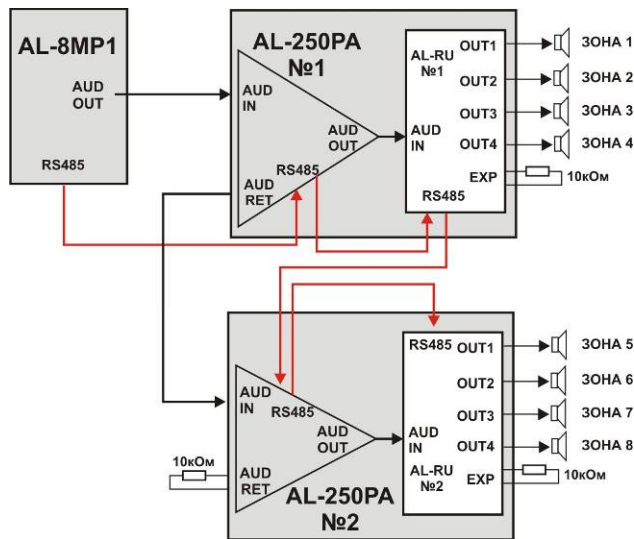 AL-8MP1
AUD
OUT
RS485
AL-250PA
№1
AUD
IN
AUD
OUT
RS485
AUD
RET
AL-RU
№1
OUT1
OUT2
OUT3
OUT4
AUD
IN
EXP
RS485
10кОм
ЗОНА 1
ЗОНА 2
ЗОНА 3
ЗОНА 4
AUD
IN
RS485
AUD
OUT
10кОм
AUD
RET
AL-250PA
№2
RS485
OUT1
OUT2
OUT3
OUT4
AUD
IN
AL-RU
№2
EXP
10кОм
ЗОНА 5
ЗОНА 6
ЗОНА 7
ЗОНА 8